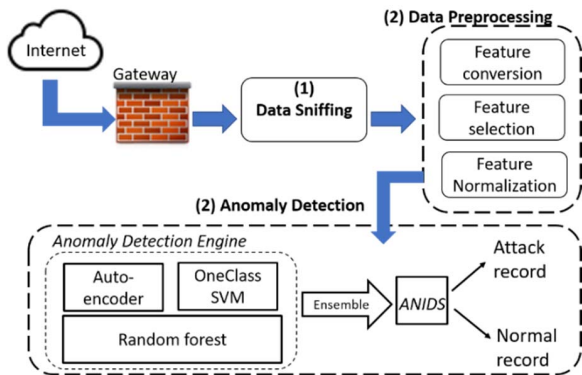 Internet
Gateway
(1)
Data Sniffing
(2) Data Preprocessing
Feature
conversion
Feature
selection
Feature
Normalization
(2) Anomaly Detection
Anomaly Detection Engine
Auto-
encoder
OneClass
SVM
Random forest
Ensemble
ANIDS
Attack
record
Normal
record